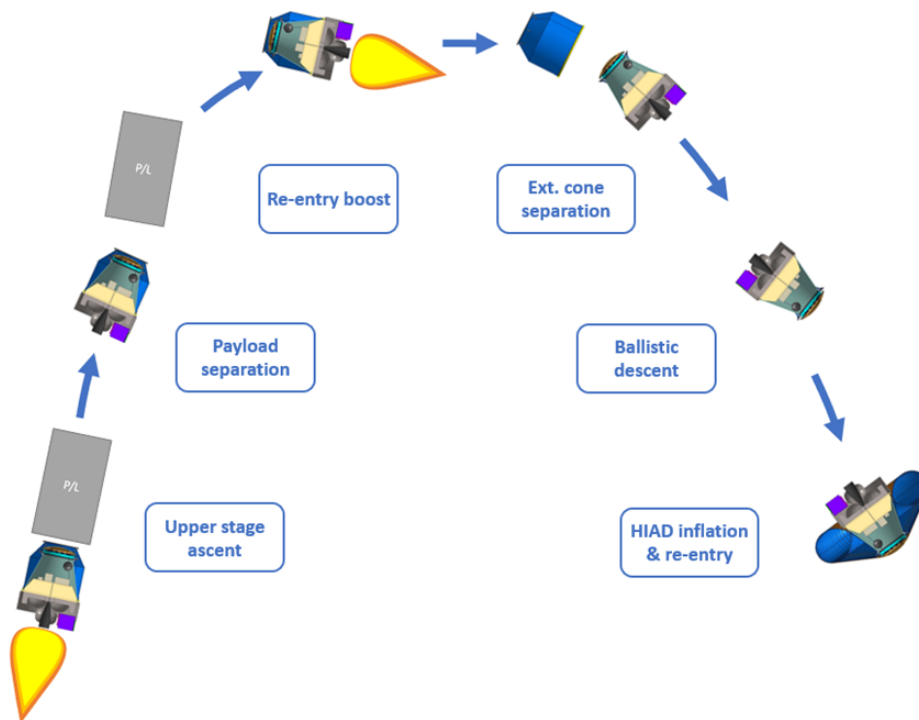 P/L
Re-entry boost
Ext. cone
separation
Payload
separation
Ballistic
descent
P/L
Upper stage
ascent
HIAD inflation
& re-entry